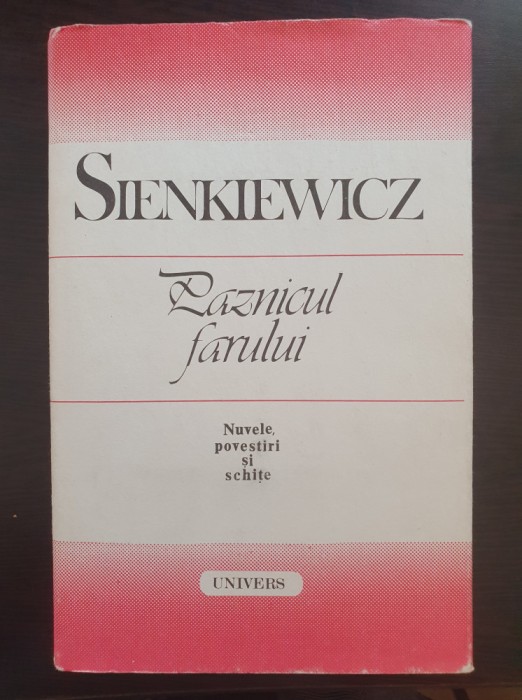 SIENKIEWICZ
Paznicul
farului
Nuvele,
povestiri
și
schițe
UNIVERS